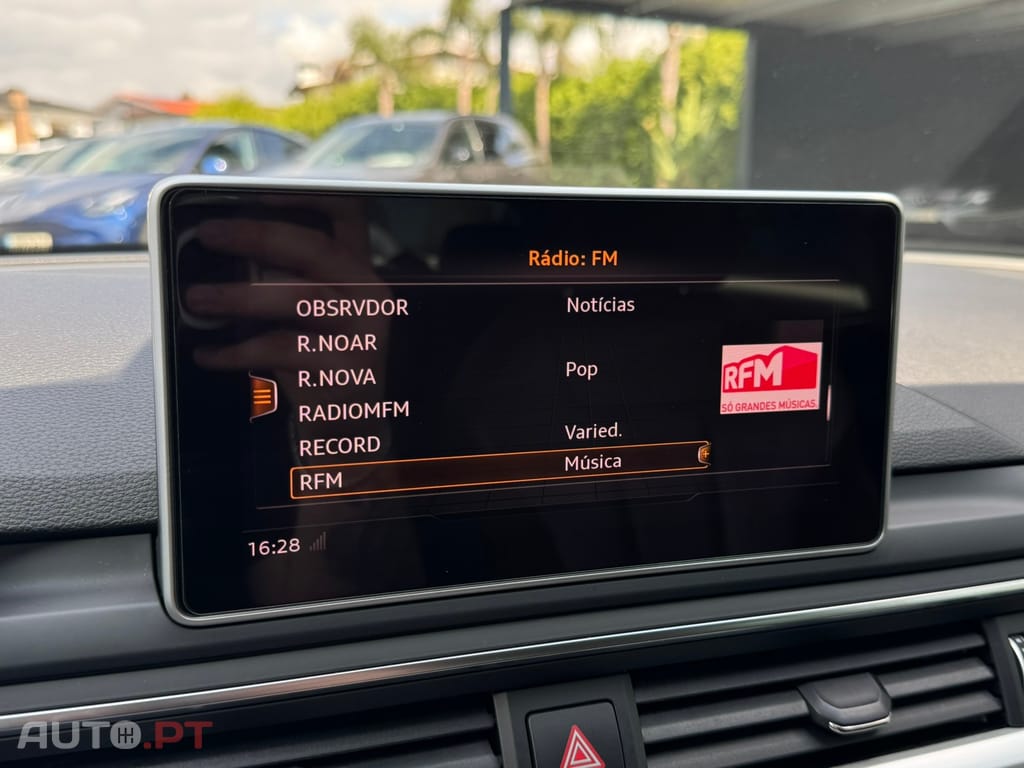 Rádio: FM
OBSRVDOR Notícias
R.NOAR
R.NOVA Pop
RADIOMFM
RECORD Varied.
RFM Música
RFM
SÓ GRANDES MÚSICAS.
16:28
AUTO.PT